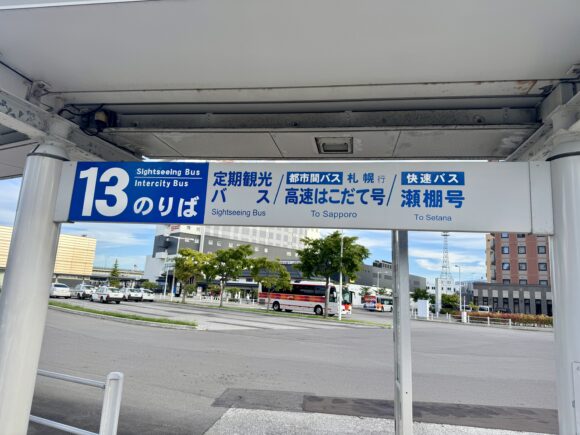 13
Sightseeing Bus
Intercity Bus
のりば
定期観光
バス
Sightseeing Bus
都市間バス 札幌行
高速はこだて号
To Sapporo
快速バス
瀬棚号
To Setana